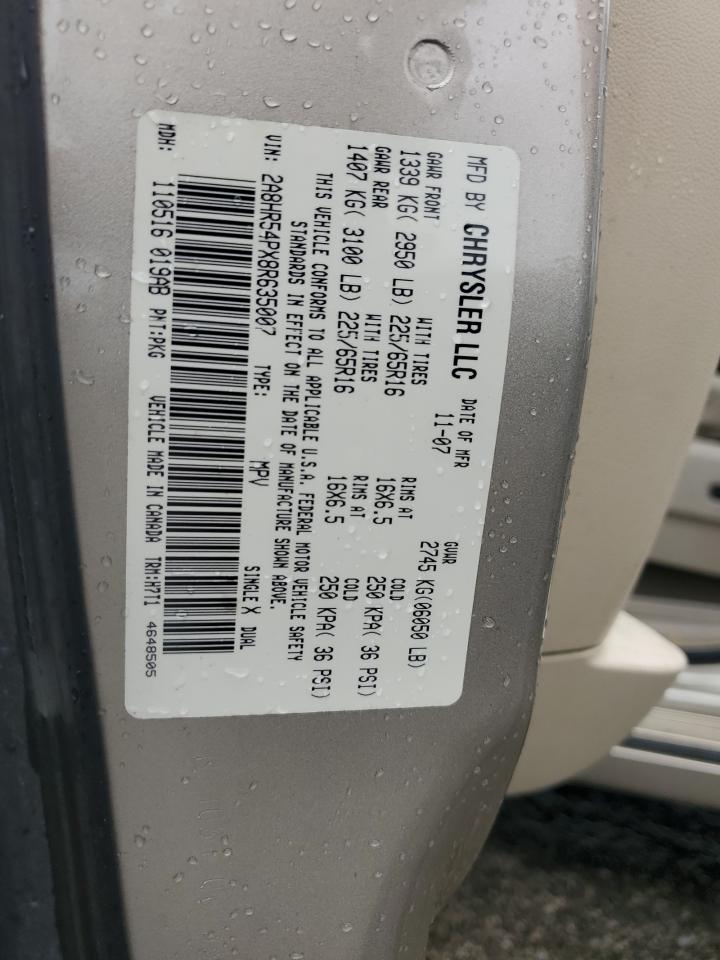 MFD BY CHRYSLER LLC DATE OF MFR 11-07 GVWR 2745 KG(06050 LB)
GAWR FRONT WITH TIRES RIMS AT COLD
1339 KG( 2950 LB) 225/65R16 16X6.5 250 KPA( 36 PSI)
GAWR REAR WITH TIRES RIMS AT COLD
1407 KG( 3100 LB) 225/65R16 16X6.5 250 KPA( 36 PSI)
THIS VEHICLE CONFORMS TO ALL APPLICABLE U.S.A. FEDERAL MOTOR VEHICLE SAFETY
STANDARDS IN EFFECT ON THE DATE OF MANUFACTURE SHOWN ABOVE.
VIN: 2A8HR54PX8R635007 TYPE: MPV SINGLE X DUAL
MDH: 110516 019AB PNT:PKG VEHICLE MADE IN CANADA TRM:H7T1 4648505